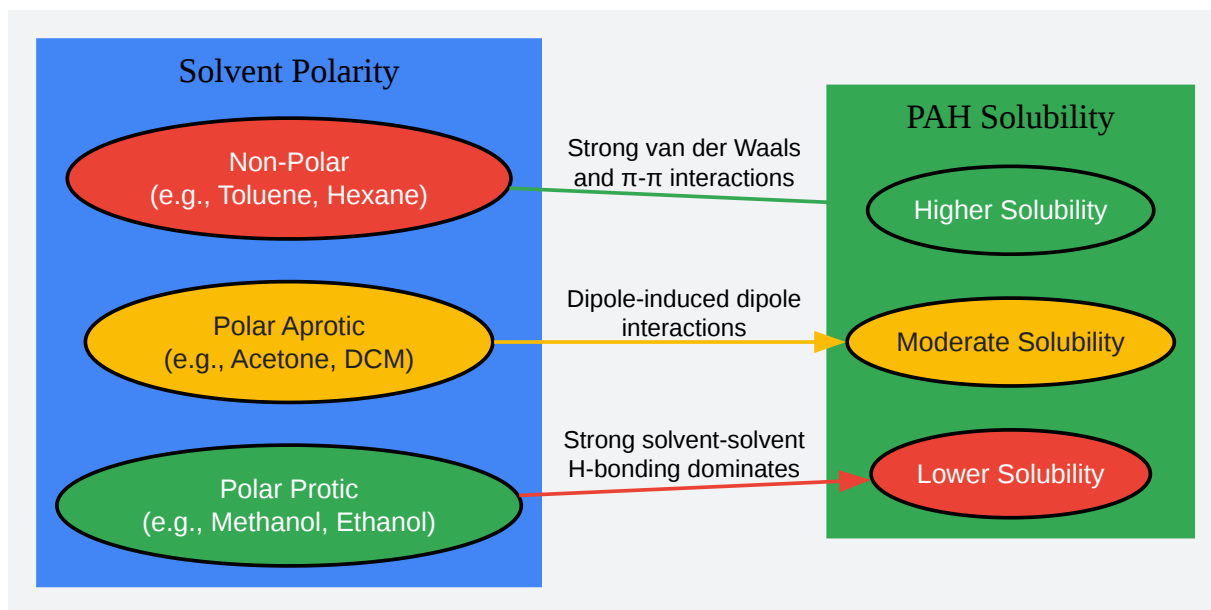 Solvent Polarity
Non-Polar
(e.g., Toluene, Hexane)
Polar Aprotic
(e.g., Acetone, DCM)
Polar Protic
(e.g., Methanol, Ethanol)
Strong van der Waals
and π-π interactions
Dipole-induced dipole
interactions
Strong solvent-solvent
H-bonding dominates
PAH Solubility
Higher Solubility
Moderate Solubility
Lower Solubility